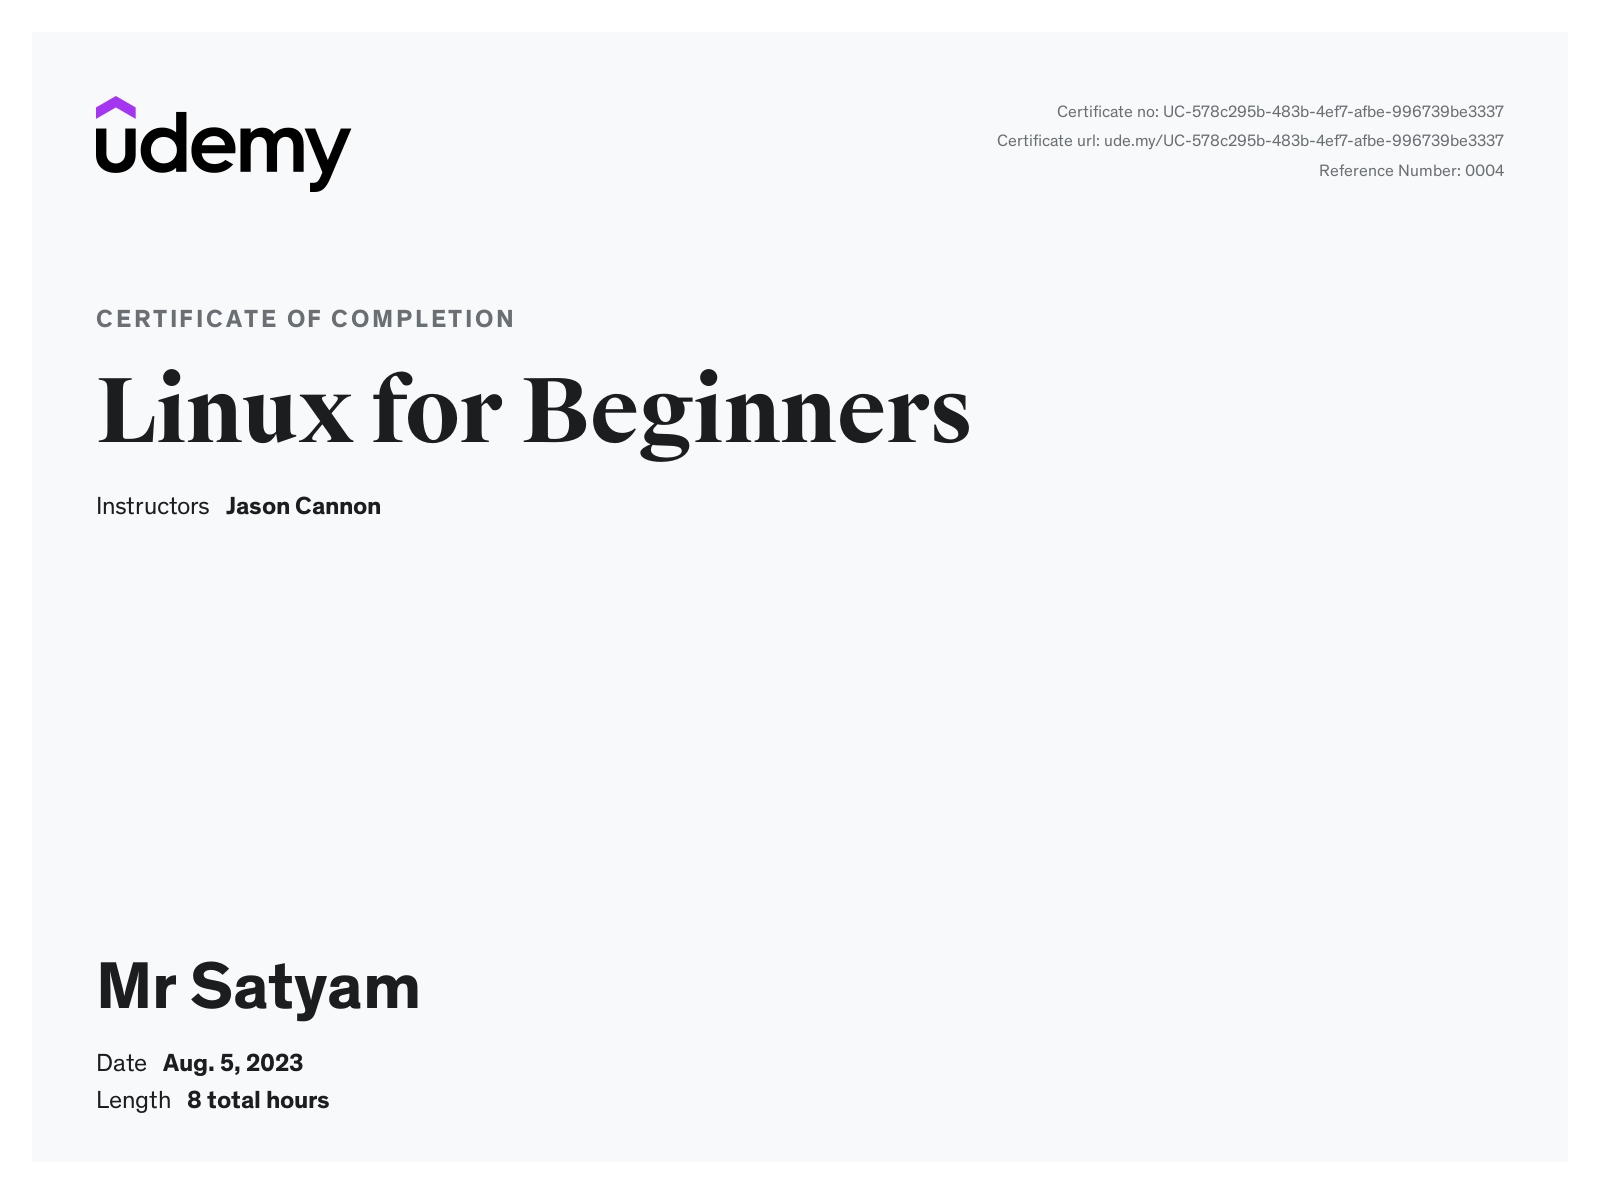 udemy
Certificate no: UC-578c295b-483b-4ef7-afbe-996739be3337
Certificate url: ude.my/UC-578c295b-483b-4ef7-afbe-996739be3337
Reference Number: 0004
CERTIFICATE OF COMPLETION
Linux for Beginners
Instructors Jason Cannon
Mr Satyam
Date Aug. 5, 2023
Length 8 total hours